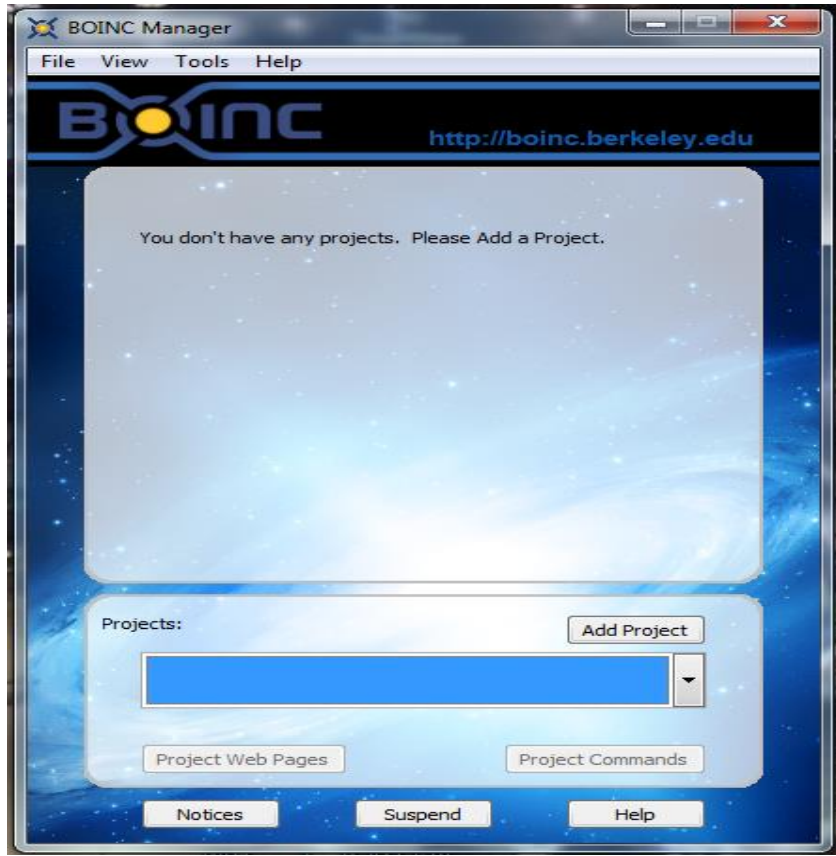 BOINC Manager
File View Tools Help
BOINC
http://boinc.berkeley.edu
You don't have any projects. Please Add a Project.
Projects:
Add Project
Project Web Pages
Project Commands
Notices
Suspend
Help